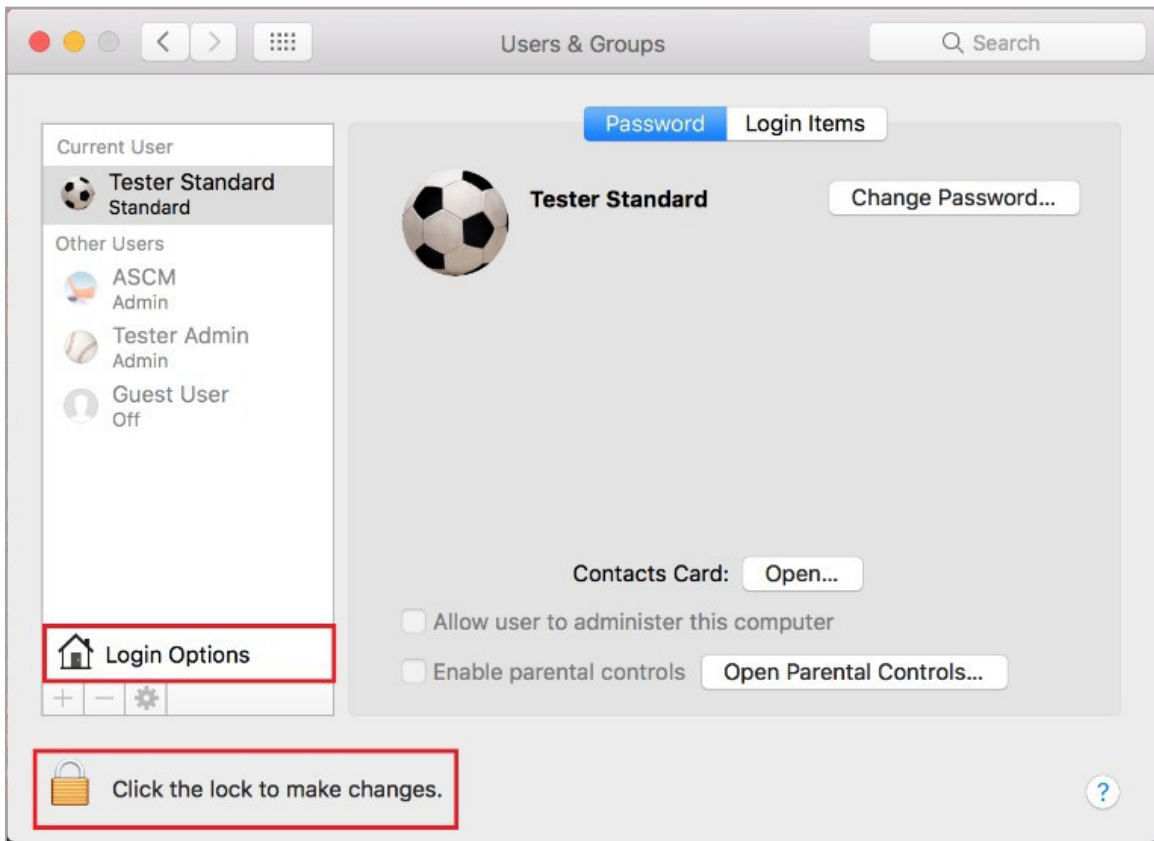 Users & Groups
Search
Password
Login Items
Current User
Tester Standard
Standard
Other Users
ASCM
Admin
Tester Admin
Admin
Guest User
Off
Login Options
Tester Standard
Change Password...
Contacts Card:
Open...
Allow user to administer this computer
Enable parental controls
Open Parental Controls...
Click the lock to make changes.
?